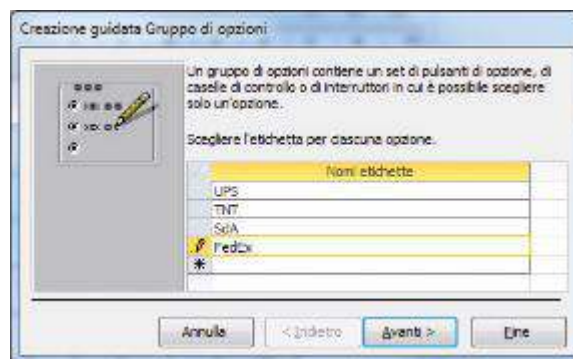 Creazione guidata Gruppo di opzioni
Un gruppo di opzioni contiene un set di pulsanti di opzione, di
caselle di controllo o di interruttori in cui è possibile scegliere
solo un'opzione.
Scegliere l'etichetta per ciascuna opzione.
Nomi etichette
UPS
TNT
SdA
FedEx
Annulla
< Indietro
Avanti >
Fine